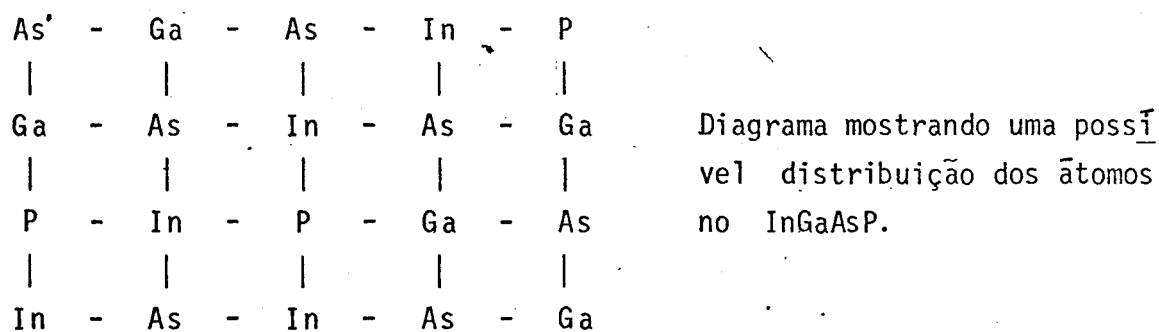 As - Ga - As - In - P
| | | | |
Ga - As - In - As - Ga
| | | | |
P - In - P - Ga - As
| | | | |
In - As - In - As - Ga
Diagrama mostrando uma possí
vel distribuição dos átomos
no InGaAsP.